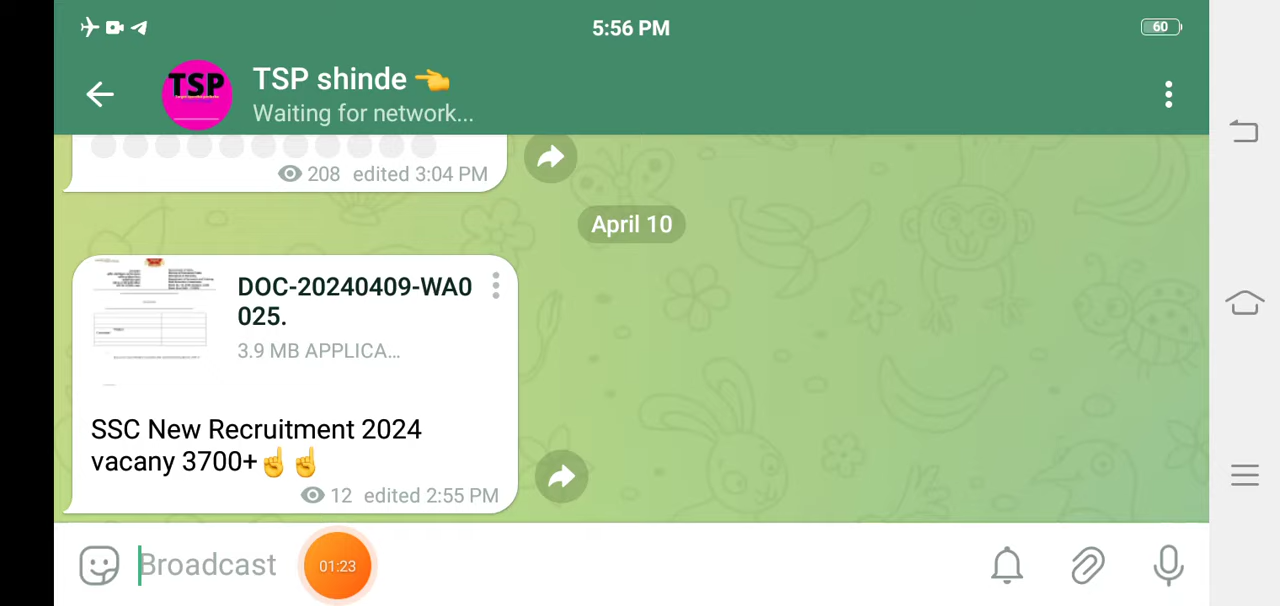 5:56 PM
60
TSP
TSP shinde 👈
Waiting for network...
208 edited 3:04 PM
April 10
DOC-20240409-WA0
025.
3.9 MB APPLICA...
SSC New Recruitment 2024
vacany 3700+☝☝
12 edited 2:55 PM
Broadcast
01:23